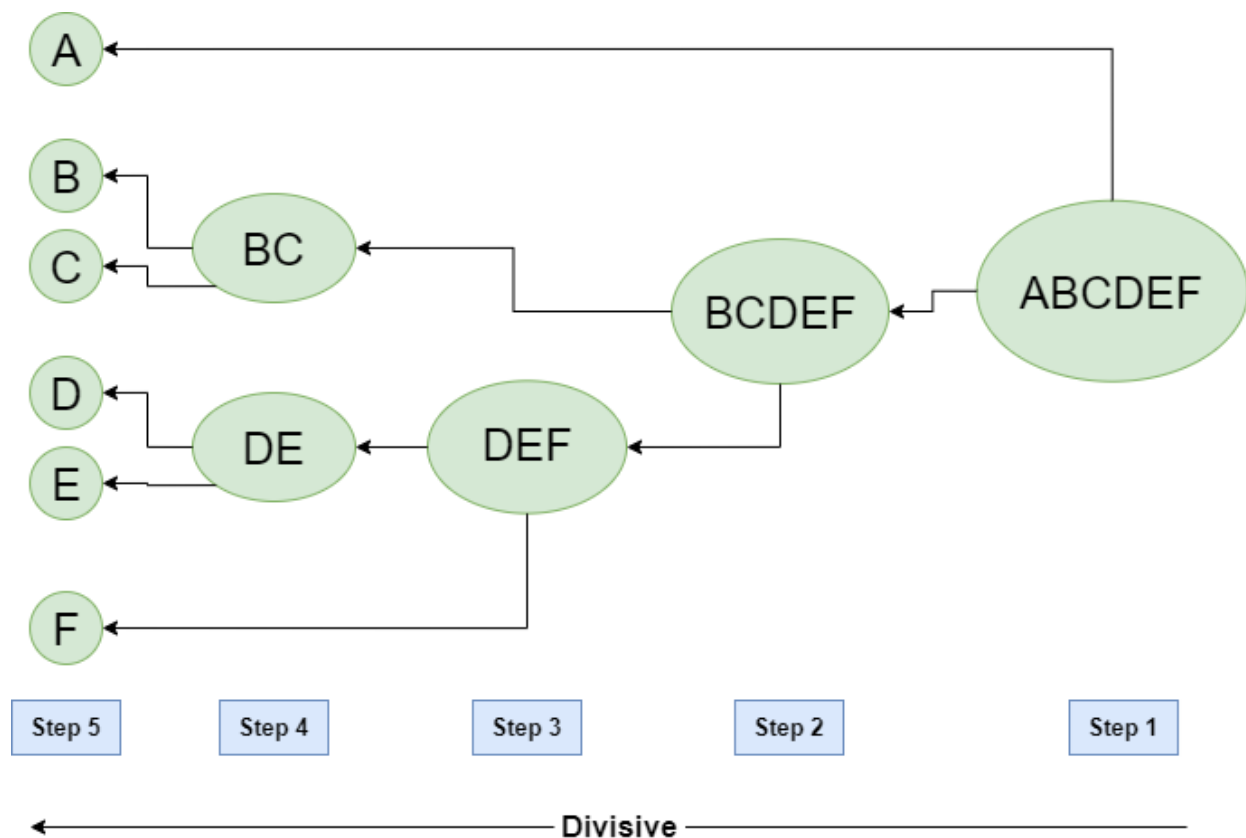 A
B
C
BC
BCDEF
ABCDEF
D
E
DE
DEF
F
Step 5
Step 4
Step 3
Step 2
Step 1
Divisive